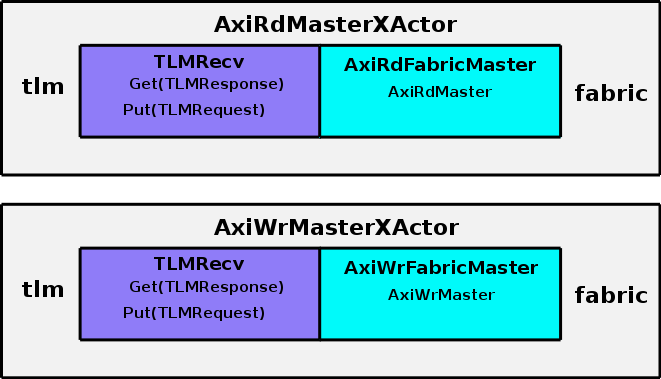 AxiRdMasterXActor
tlm
TLMRecv
Get(TLMResponse)
Put(TLMRequest)
AxiRdFabricMaster
AxiRdMaster
fabric
AxiWrMasterXActor
tlm
TLMRecv
Get(TLMResponse)
Put(TLMRequest)
AxiWrFabricMaster
AxiWrMaster
fabric